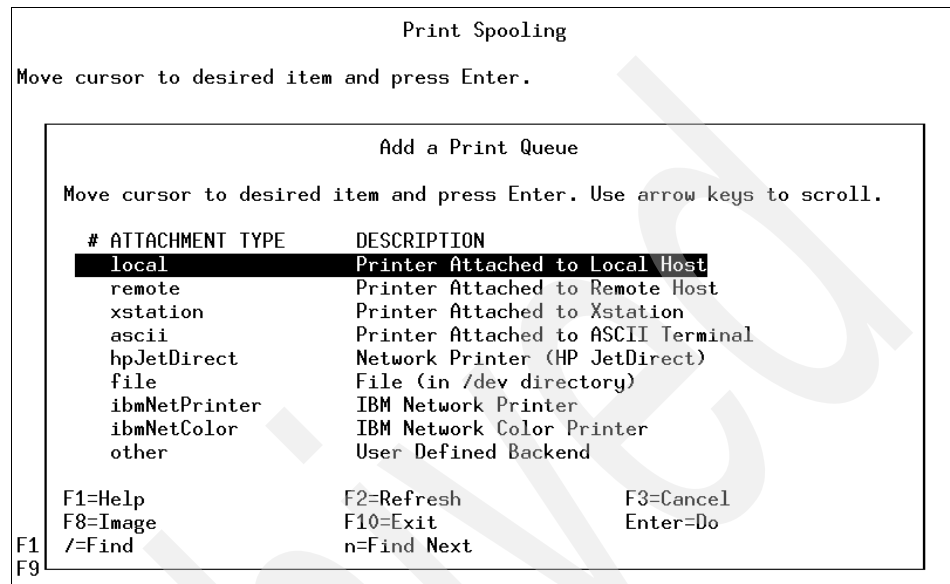 Print Spooling
Move cursor to desired item and press Enter.
Add a Print Queue
Move cursor to desired item and press Enter. Use arrow keys to scroll.
# ATTACHMENT TYPE DESCRIPTION
local Printer Attached to Local Host
remote Printer Attached to Remote Host
xstation Printer Attached to Xstation
ascii Printer Attached to ASCII Terminal
hpJetDirect Network Printer (HP JetDirect)
file File (in /dev directory)
ibmNetPrinter IBM Network Printer
ibmNetColor IBM Network Color Printer
other User Defined Backend
F1=Help F2=Refresh F3=Cancel
F8=Image F10=Exit Enter=Do
F1 /=Find n=Find Next
F9